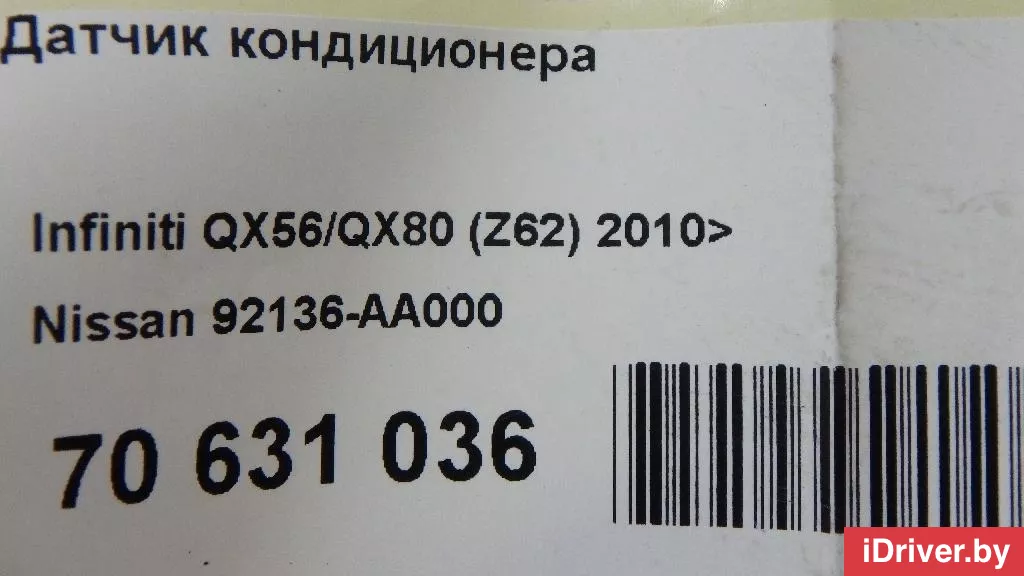 Датчик кондиционера
Infiniti QX56/QX80 (Z62) 2010>
Nissan 92136-AA000
70 631 036
iDriver.by